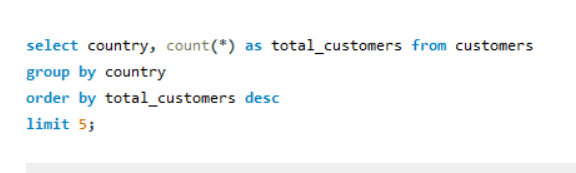 select country, count(*) as total_customers from customers
group by country
order by total_customers desc
limit 5;